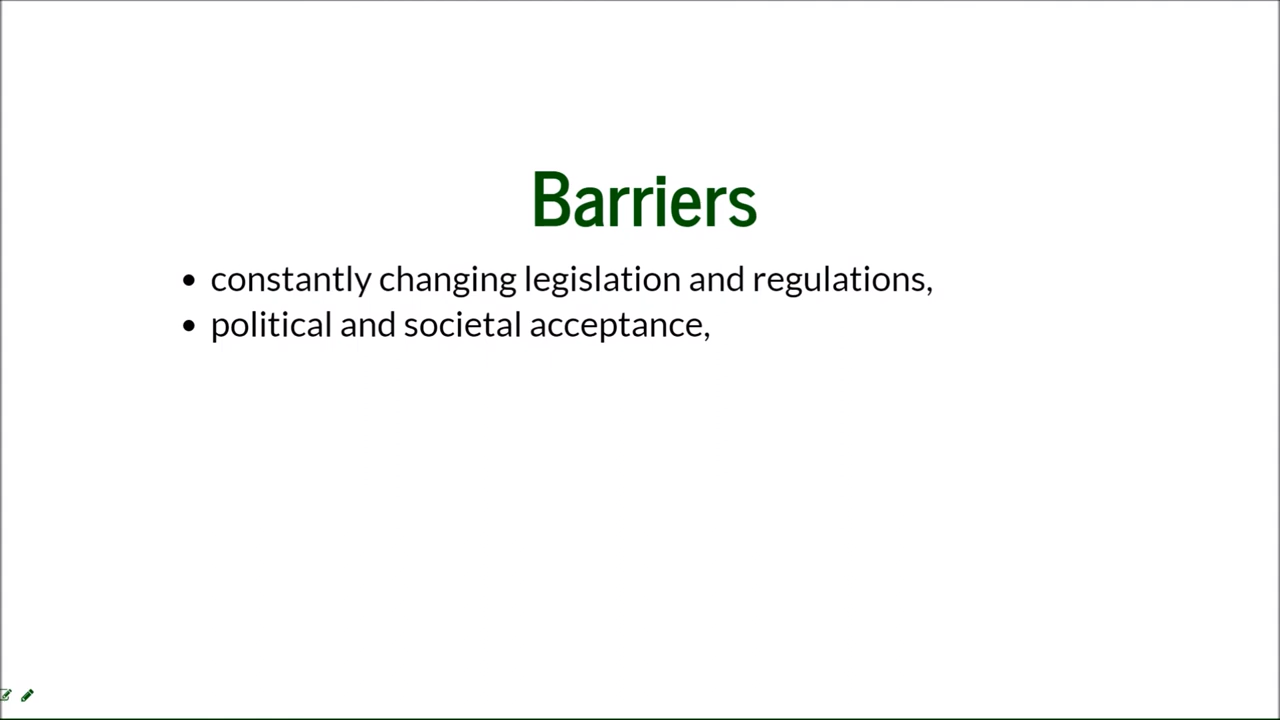 Barriers
constantly changing legislation and regulations,
political and societal acceptance,